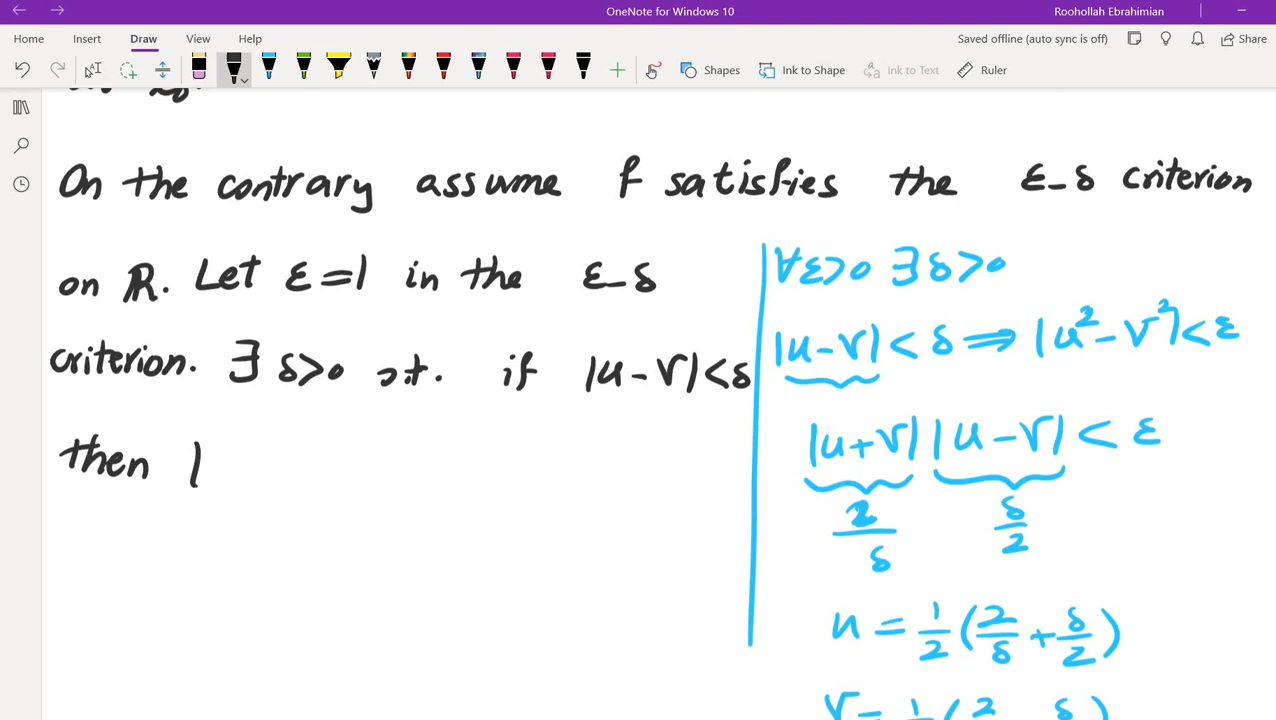 OneNote for Windows 10
Roohollah Ebrahimian
Home Insert Draw View Help
Saved offline (auto sync is off) Share
Shapes Ink to Shape Ink to Text Ruler
On the contrary assume f satisfies the ε-δ criterion
on ℝ. Let ε=1 in the ε-δ
criterion. ∃ δ>0 s.t. if |u-v|<δ
then |
∀ε>0 ∃δ>0
|u-v|<δ ⟹ |u²-v²|<ε
|u+v||u-v|<ε
2/δ δ/2
u = 1/2 (2/δ + δ/2)